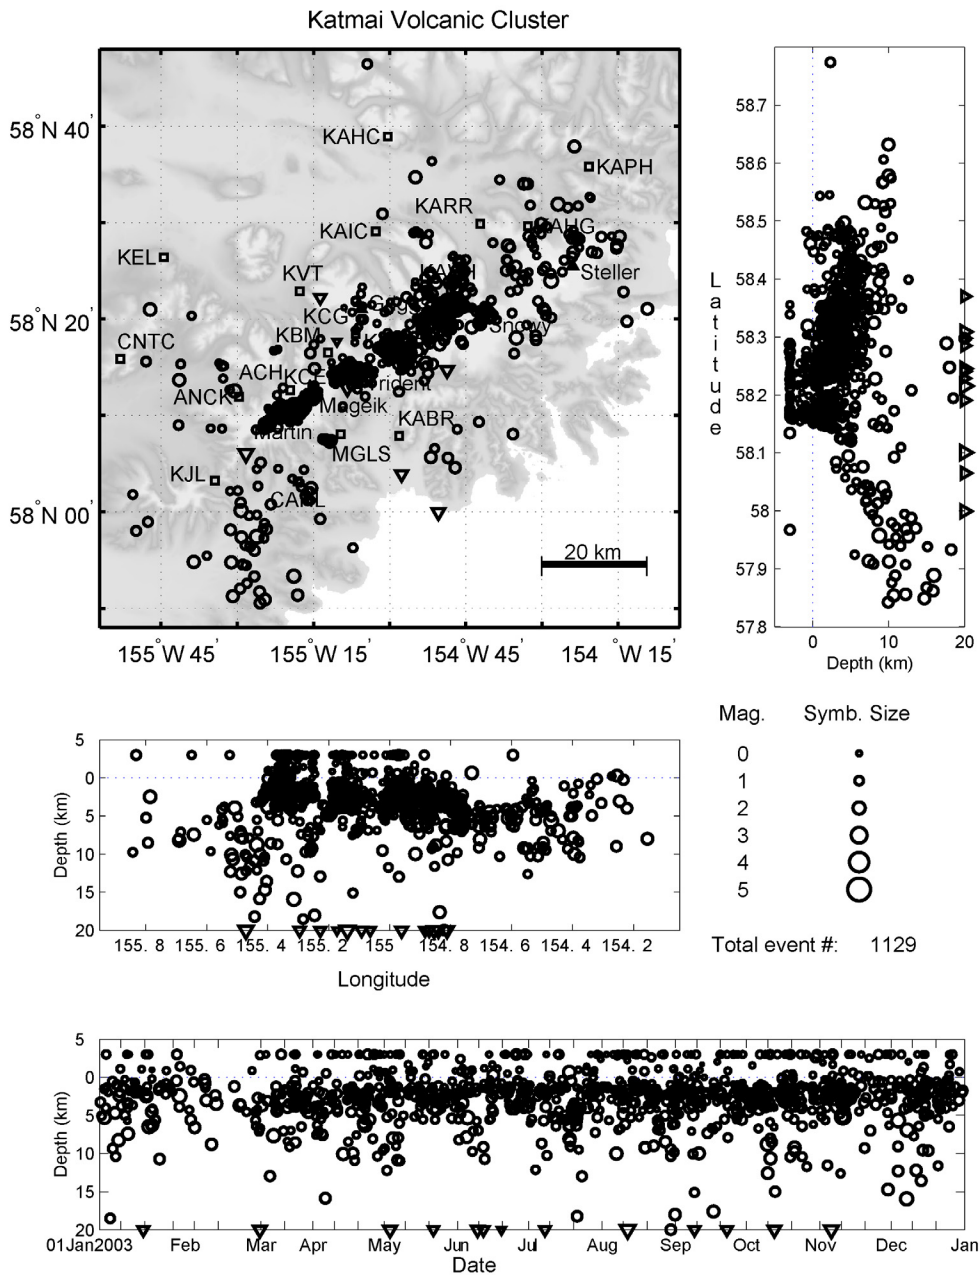 Katmai Volcanic Cluster
58° N 40'
58° N 20'
58° N 00'
KAHC
KAPH
KARR
KAHG
KAIC
KEL
KVT
Steller
KCG
Snowy
CNTC
KBM
ACH
ANCK
Mageik
KABR
Martin
MGLS
KJL
CAHL
20 km
155° W 45'
155° W 15'
154° W 45'
154° W 15'
58.7
58.6
58.5
58.4
58.3
58.2
58.1
58
57.9
57.8
Latitude
0 10 20
Depth (km)
Mag. Symb. Size
0
1
2
3
4
5
Total event #: 1129
5
0
5
10
15
20
Depth (km)
155. 8 155. 6 155. 4 155. 2 155 154. 8 154. 6 154. 4 154. 2
Longitude
5
0
5
10
15
20
Depth (km)
01Jan2003 Feb Mar Apr May Jun Jul Aug Sep Oct Nov Dec Jan
Date